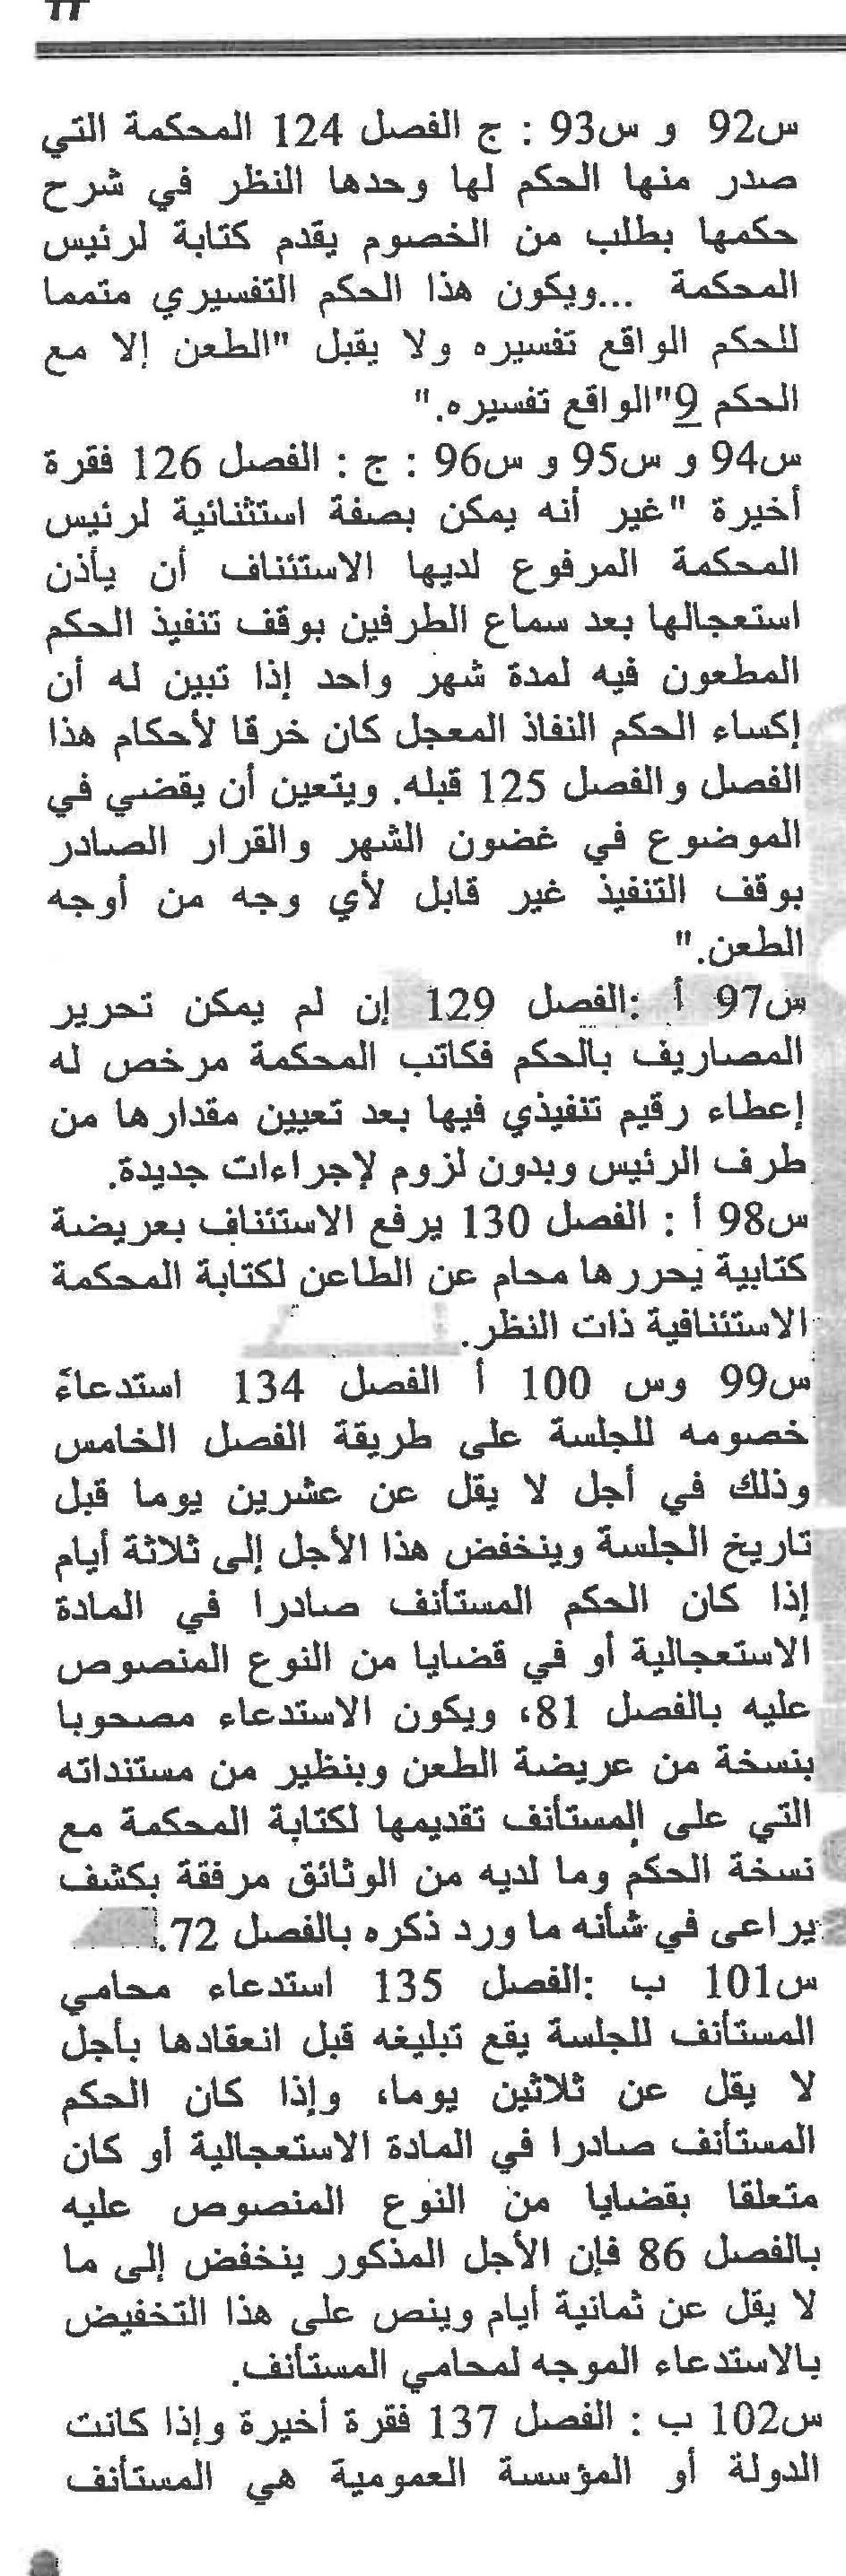 س92 و س93 : ج الفصل 124 المحكمة التي
صدر منها الحكم لها وحدها النظر في شرح
حكمها بطلب من الخصوم يقدم كتابة لرئيس
المحكمة ...ويكون هذا الحكم التفسيري متمما
للحكم الواقع تفسيره ولا يقبل "الطعن إلا مع
الحكم 9"الواقع تفسيره."
س94 و س95 و س96 : ج : الفصل 126 فقرة
أخيرة "غير أنه يمكن بصفة استثنائية لرئيس
المحكمة المرفوع لديها الاستئناف أن يأذن
استعجالها بعد سماع الطرفين بوقف تنفيذ الحكم
المطعون فيه لمدة شهر واحد إذا تبين له أن
إكساء الحكم النفاذ المعجل كان خرقا لأحكام هذا
الفصل والفصل 125 قبله. ويتعين أن يقضي في
الموضوع في غضون الشهر والقرار الصادر
بوقف التنفيذ غير قابل لأي وجه من أوجه
الطعن."
س97 أ :الفصل 129 إن لم يمكن تحرير
المصاريف بالحكم فكاتب المحكمة مرخص له
إعطاء رقيم تنفيذي فيها بعد تعيين مقدارها من
طرف الرئيس وبدون لزوم لإجراءات جديدة.
س98 أ : الفصل 130 يرفع الاستئناف بعريضة
كتابية يحررها محام عن الطاعن لكتابة المحكمة
الاستئنافية ذات النظر.
س99 وس 100 أ الفصل 134 استدعاء
خصومه للجلسة على طريقة الفصل الخامس
وذلك في أجل لا يقل عن عشرين يوما قبل
تاريخ الجلسة وينخفض هذا الأجل إلى ثلاثة أيام
إذا كان الحكم المستأنف صادرا في المادة
الاستعجالية أو في قضايا من النوع المنصوص
عليه بالفصل 81، ويكون الاستدعاء مصحوبا
بنسخة من عريضة الطعن وبنظير من مستنداته
التي على المستأنف تقديمها لكتابة المحكمة مع
نسخة الحكم وما لديه من الوثائق مرفقة بكشف
يراعى في شأنه ما ورد ذكره بالفصل 72.
س101 ب :الفصل 135 استدعاء محامي
المستأنف للجلسة يقع تبليغه قبل انعقادها بأجل
لا يقل عن ثلاثين يوما، وإذا كان الحكم
المستأنف صادرا في المادة الاستعجالية أو كان
متعلقا بقضايا من النوع المنصوص عليه
بالفصل 86 فإن الأجل المذكور ينخفض إلى ما
لا يقل عن ثمانية أيام وينص على هذا التخفيض
بالاستدعاء الموجه لمحامي المستأنف.
س102 ب : الفصل 137 فقرة أخيرة وإذا كانت
الدولة أو المؤسسة العمومية هي المستأنف